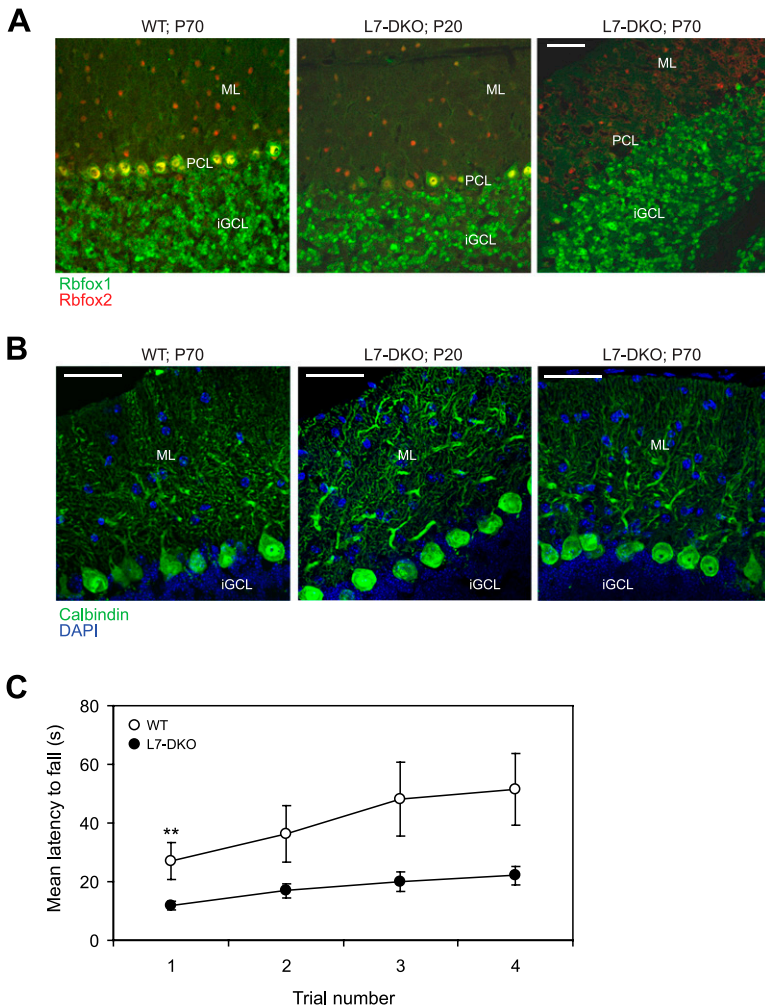 A
WT; P70
L7-DKO; P20
L7-DKO; P70
ML
ML
ML
PCL
PCL
PCL
iGCL
iGCL
iGCL
Rbfox1
Rbfox2
B
WT; P70
L7-DKO; P20
L7-DKO; P70
ML
ML
ML
iGCL
iGCL
iGCL
Calbindin
DAPI
C
Mean latency to fall (s)
80
60
40
20
0
WT
L7-DKO
**
1 2 3 4
Trial number